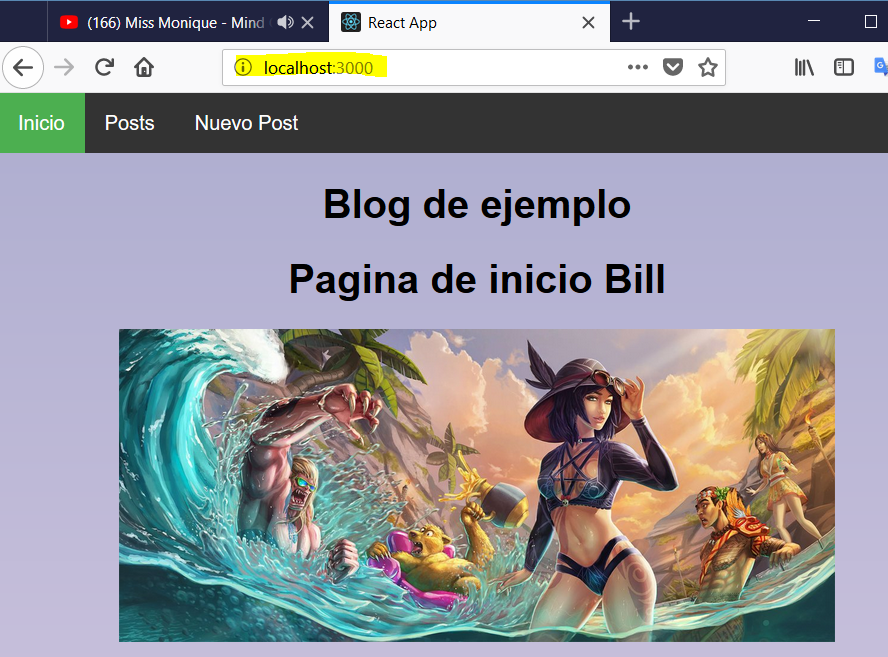 (166) Miss Monique - Mind
React App
localhost:3000
Inicio
Posts
Nuevo Post
Blog de ejemplo
Pagina de inicio Bill